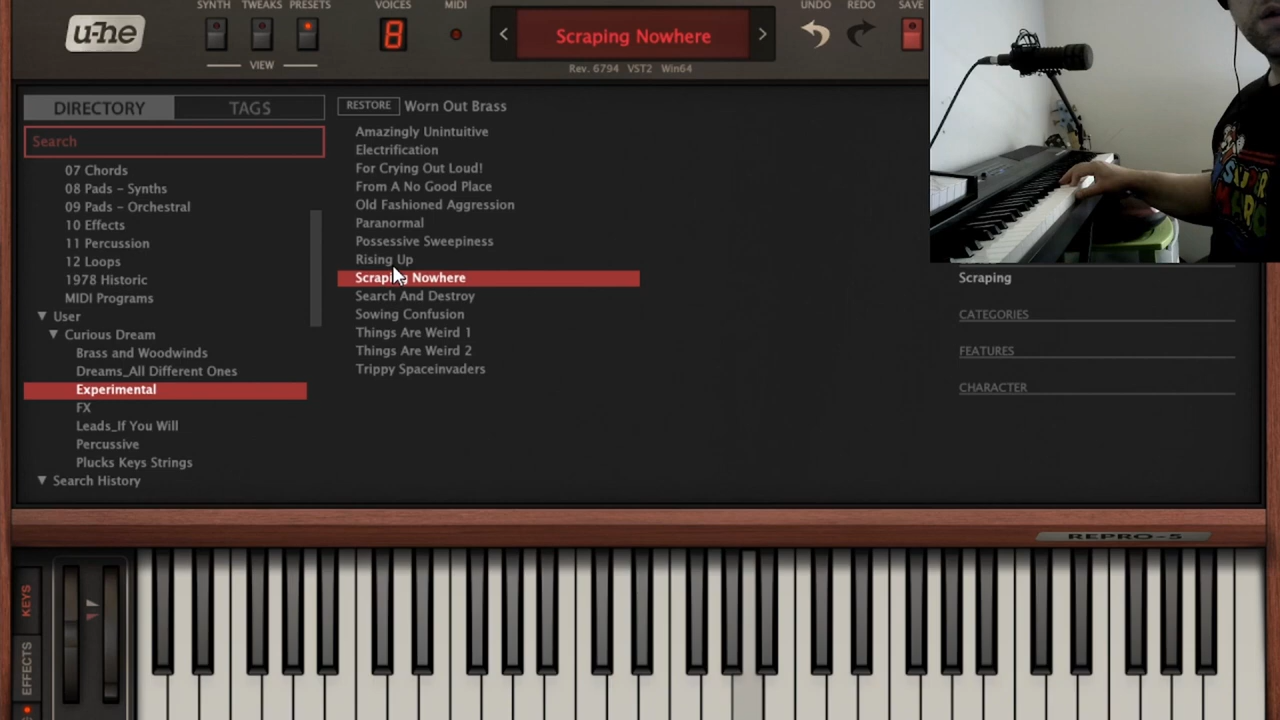 SYNTH TWEAKS PRESETS VOICES MIDI UNDO REDO SAVE
u-he
8
Scraping Nowhere
VIEW
Rev. 6794 VST2 Win64
DIRECTORY TAGS
RESTORE Worn Out Brass
Search
Amazingly Unintuitive
Electrification
For Crying Out Loud!
From A No Good Place
Old Fashioned Aggression
Paranormal
Possessive Sweepiness
Rising Up
Scraping Nowhere
Search And Destroy
Sowing Confusion
Things Are Weird 1
Things Are Weird 2
Trippy Spaceinvaders
07 Chords
08 Pads - Synths
09 Pads - Orchestral
10 Effects
11 Percussion
12 Loops
1978 Historic
MIDI Programs
User
Curious Dream
Brass and Woodwinds
Dreams_All Different Ones
Experimental
FX
Leads_If You Will
Percussive
Plucks Keys Strings
Search History
Scraping
CATEGORIES
FEATURES
CHARACTER
REPRO-5
KEYS
EFFECTS